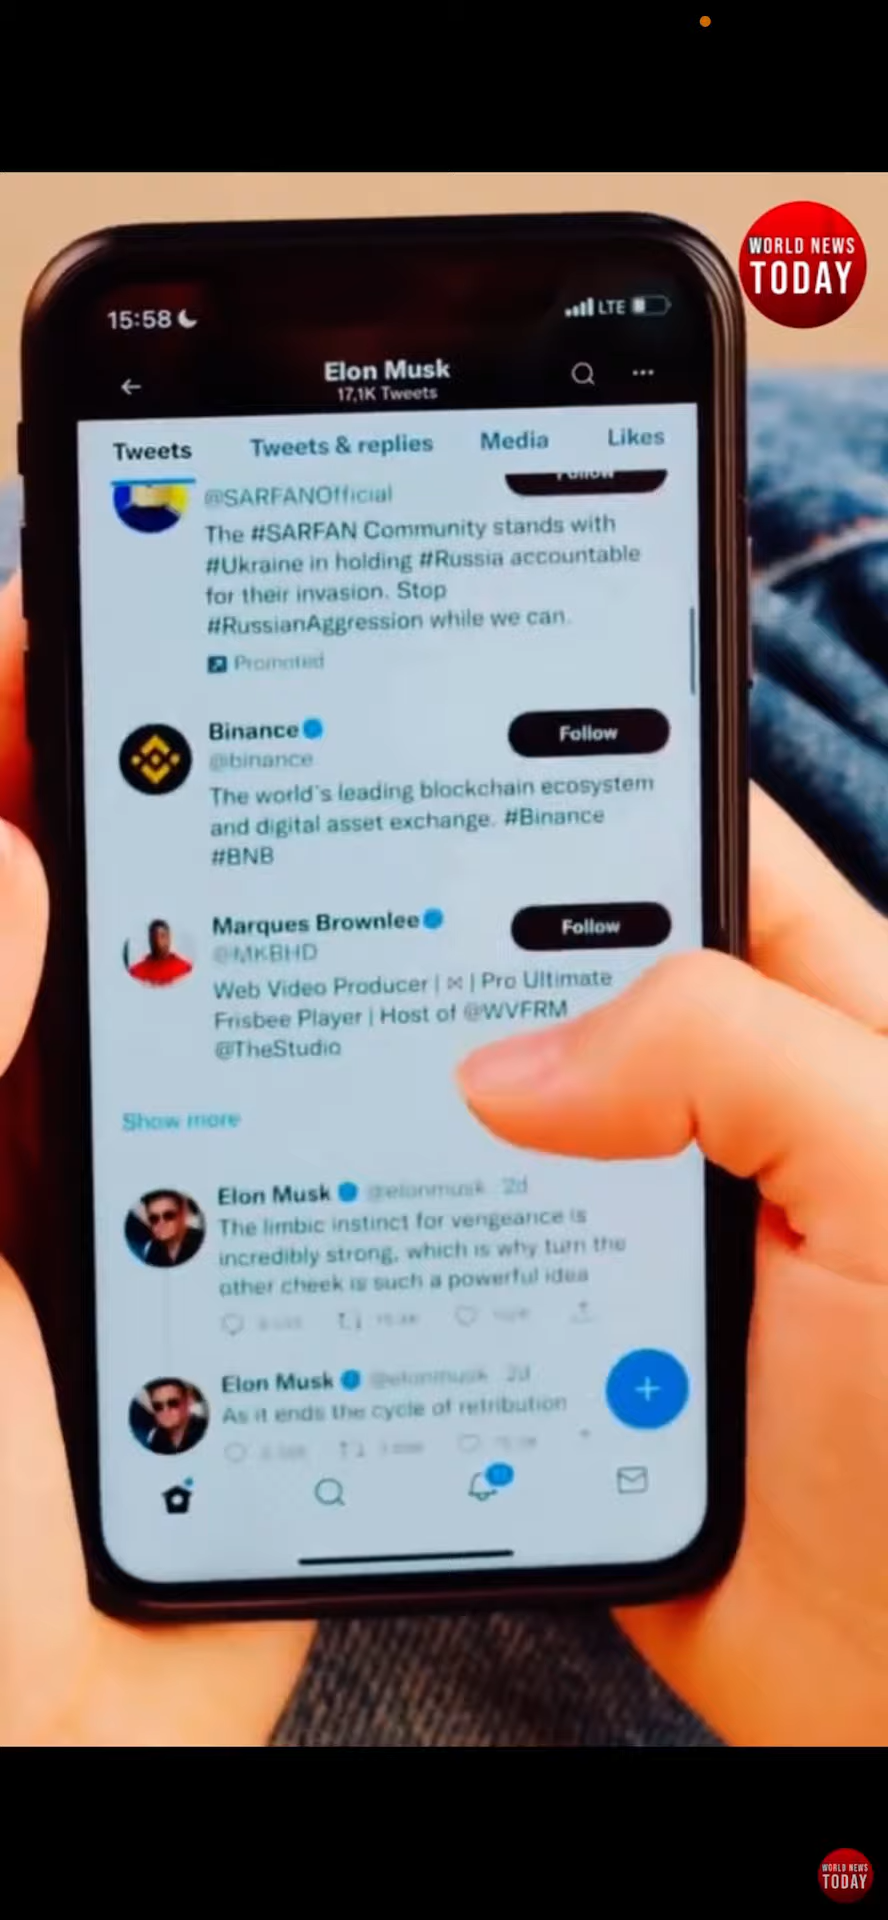 WORLD NEWS
TODAY
15:58
LTE
Elon Musk
17,1K Tweets
Tweets
Tweets & replies
Media
Likes
@SARFANOfficial
Follow
The #SARFAN Community stands with
#Ukraine in holding #Russia accountable
for their invasion. Stop
#RussianAggression while we can.
Promoted
Binance
Follow
@binance
The world's leading blockchain ecosystem
and digital asset exchange. #Binance
#BNB
Marques Brownlee
Follow
@MKBHD
Web Video Producer | ⋈ | Pro Ultimate
Frisbee Player | Host of @WVFRM
@TheStudio
Show more
Elon Musk @elonmusk 2d
The limbic instinct for vengeance is
incredibly strong, which is why turn the
other cheek is such a powerful idea
Elon Musk @elonmusk 2d
As it ends the cycle of retribution
WORLD NEWS
TODAY